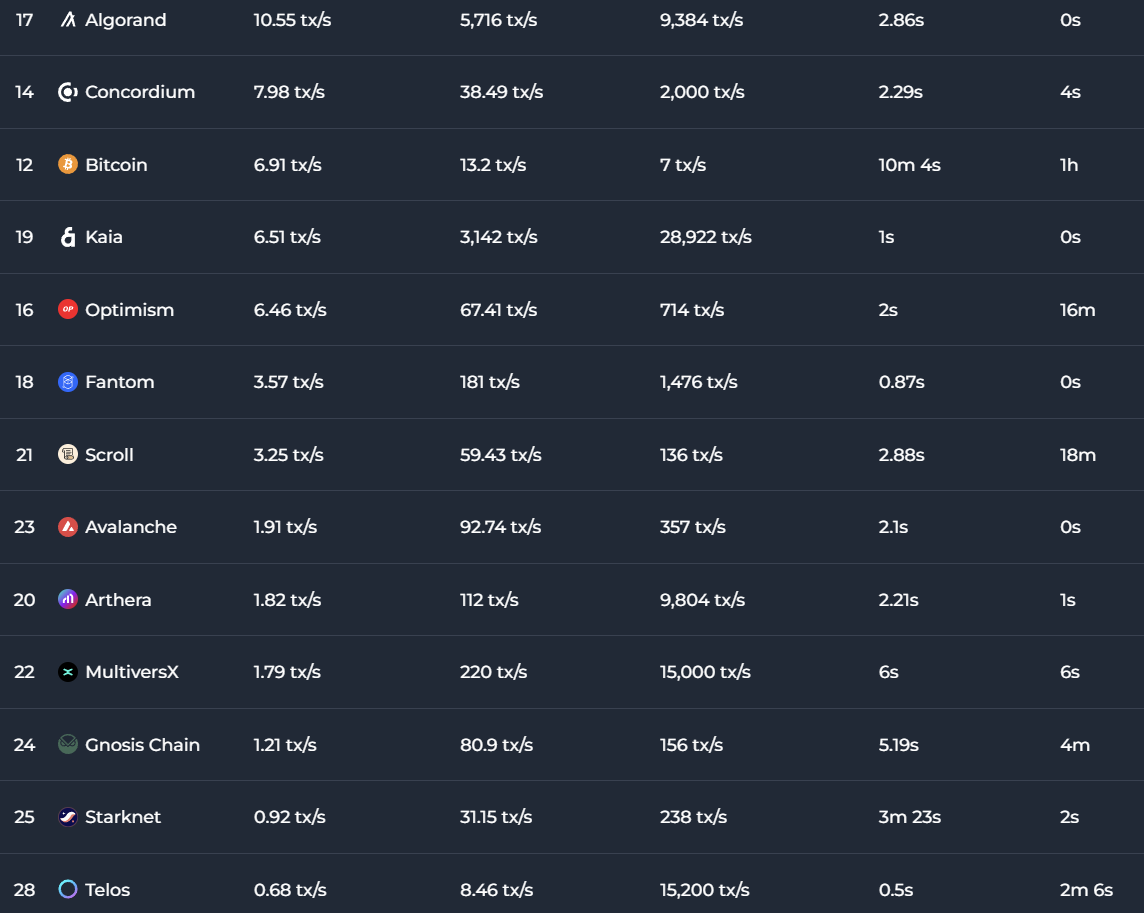 17 Algorand 10.55 tx/s 5,716 tx/s 9,384 tx/s 2.86s 0s
14 Concordium 7.98 tx/s 38.49 tx/s 2,000 tx/s 2.29s 4s
12 Bitcoin 6.91 tx/s 13.2 tx/s 7 tx/s 10m 4s 1h
19 Kaia 6.51 tx/s 3,142 tx/s 28,922 tx/s 1s 0s
16 OP Optimism 6.46 tx/s 67.41 tx/s 714 tx/s 2s 16m
18 Fantom 3.57 tx/s 181 tx/s 1,476 tx/s 0.87s 0s
21 Scroll 3.25 tx/s 59.43 tx/s 136 tx/s 2.88s 18m
23 Avalanche 1.91 tx/s 92.74 tx/s 357 tx/s 2.1s 0s
20 Arthera 1.82 tx/s 112 tx/s 9,804 tx/s 2.21s 1s
22 MultiversX 1.79 tx/s 220 tx/s 15,000 tx/s 6s 6s
24 Gnosis Chain 1.21 tx/s 80.9 tx/s 156 tx/s 5.19s 4m
25 Starknet 0.92 tx/s 31.15 tx/s 238 tx/s 3m 23s 2s
28 Telos 0.68 tx/s 8.46 tx/s 15,200 tx/s 0.5s 2m 6s